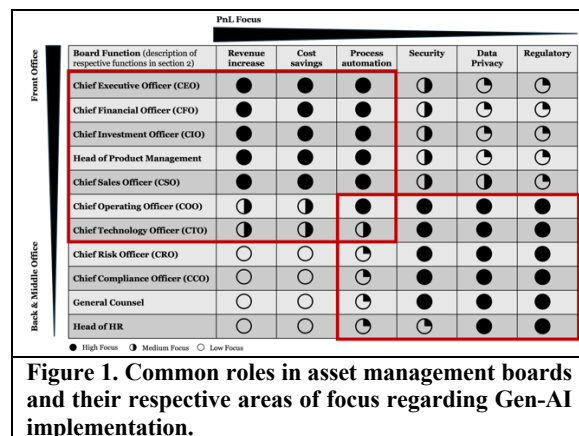 PnL Focus
Front Office
Back & Middle Office
Board Function (description of respective functions in section 2) Revenue increase Cost savings Process automation Security Data Privacy Regulatory
Chief Executive Officer (CEO)
Chief Financial Officer (CFO)
Chief Investment Officer (CIO)
Head of Product Management
Chief Sales Officer (CSO)
Chief Operating Officer (COO)
Chief Technology Officer (CTO)
Chief Risk Officer (CRO)
Chief Compliance Officer (CCO)
General Counsel
Head of HR
High Focus Medium Focus Low Focus
Figure 1. Common roles in asset management boards
and their respective areas of focus regarding Gen-AI
implementation.